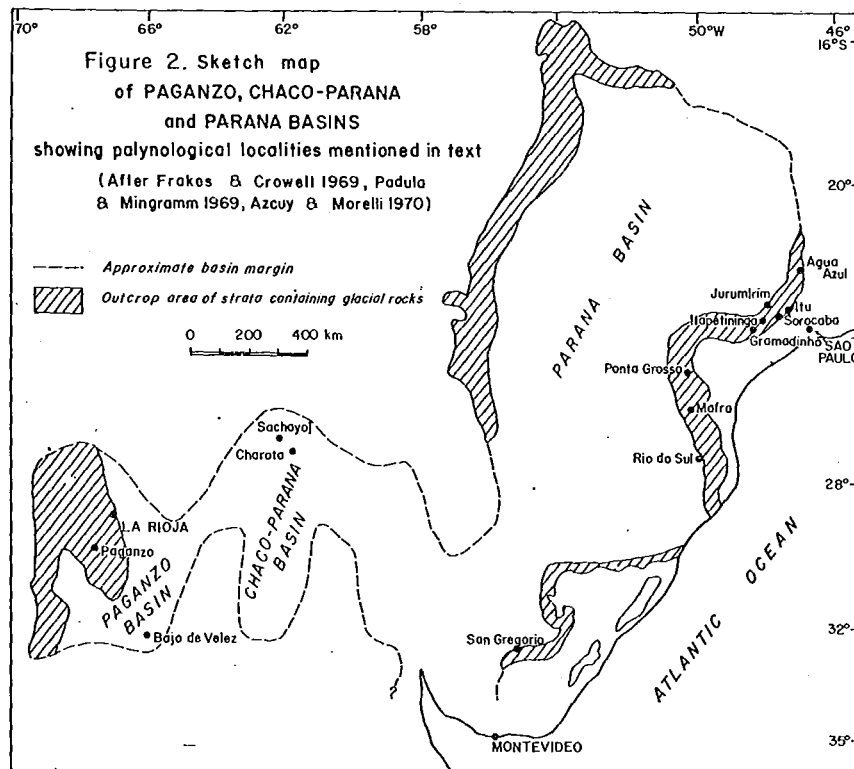 70°
66°
62°
58°
50°W
46°S
16°S
Figure 2. Sketch map
of PAGANZO, CHACO-PARANA
and PARANA BASINS
showing palynological localities mentioned in text
(After Frakes & Crowell 1969, Padula
& Mingramm 1969, Azcuy & Morelli 1970)
Approximate basin margin
Outcrop area of strata containing glacial rocks
0 200 400 km
20°
PARANA BASIN
Agua
Azul
Jurumirim
Itu
Itapétininga
Sorocaba
Gramadinho
SÃO
PAULO
Ponta Grossa
Mafra
Rio do Sul
28°
Sachayoj
Charata
CHACO-PARANA
BASIN
LA RIOJA
Paganzo
PAGANZO
BASIN
Bajo de Velez
San Gregorio
32°
ATLANTIC OCEAN
?
MONTEVIDEO
35°